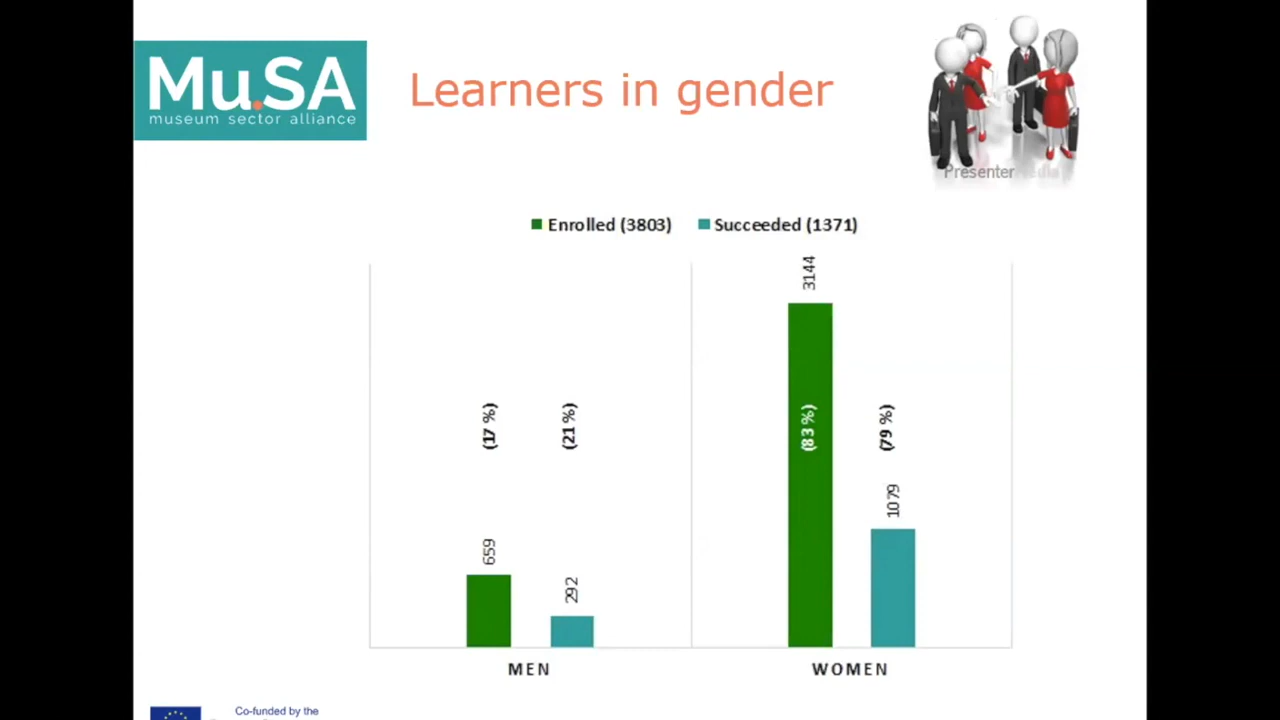 Mu.SA
museum sector alliance
Learners in gender
Presenter Media
Enrolled (3803) Succeeded (1371)
3144
(17 %) (21 %) (83 %) (79 %)
1079
659
292
MEN WOMEN
Co-funded by the